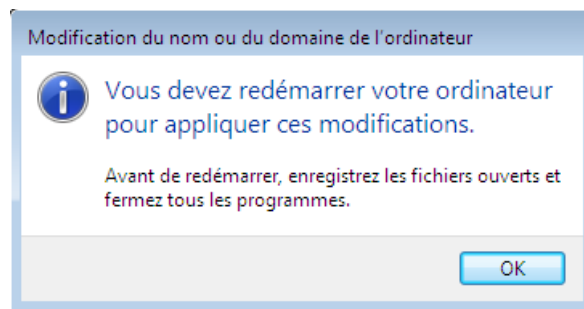 Modification du nom ou du domaine de l'ordinateur
Vous devez redémarrer votre ordinateur
pour appliquer ces modifications.
Avant de redémarrer, enregistrez les fichiers ouverts et
fermez tous les programmes.
OK